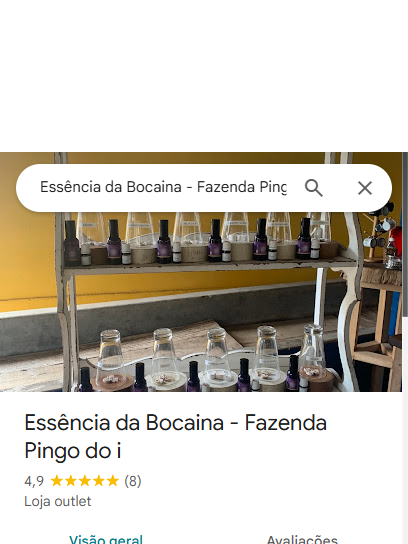 Essência da Bocaina - Fazenda Ping
Essência da Bocaina - Fazenda
Pingo do i
4,9 (8)
Loja outlet
Visão geral Avaliações